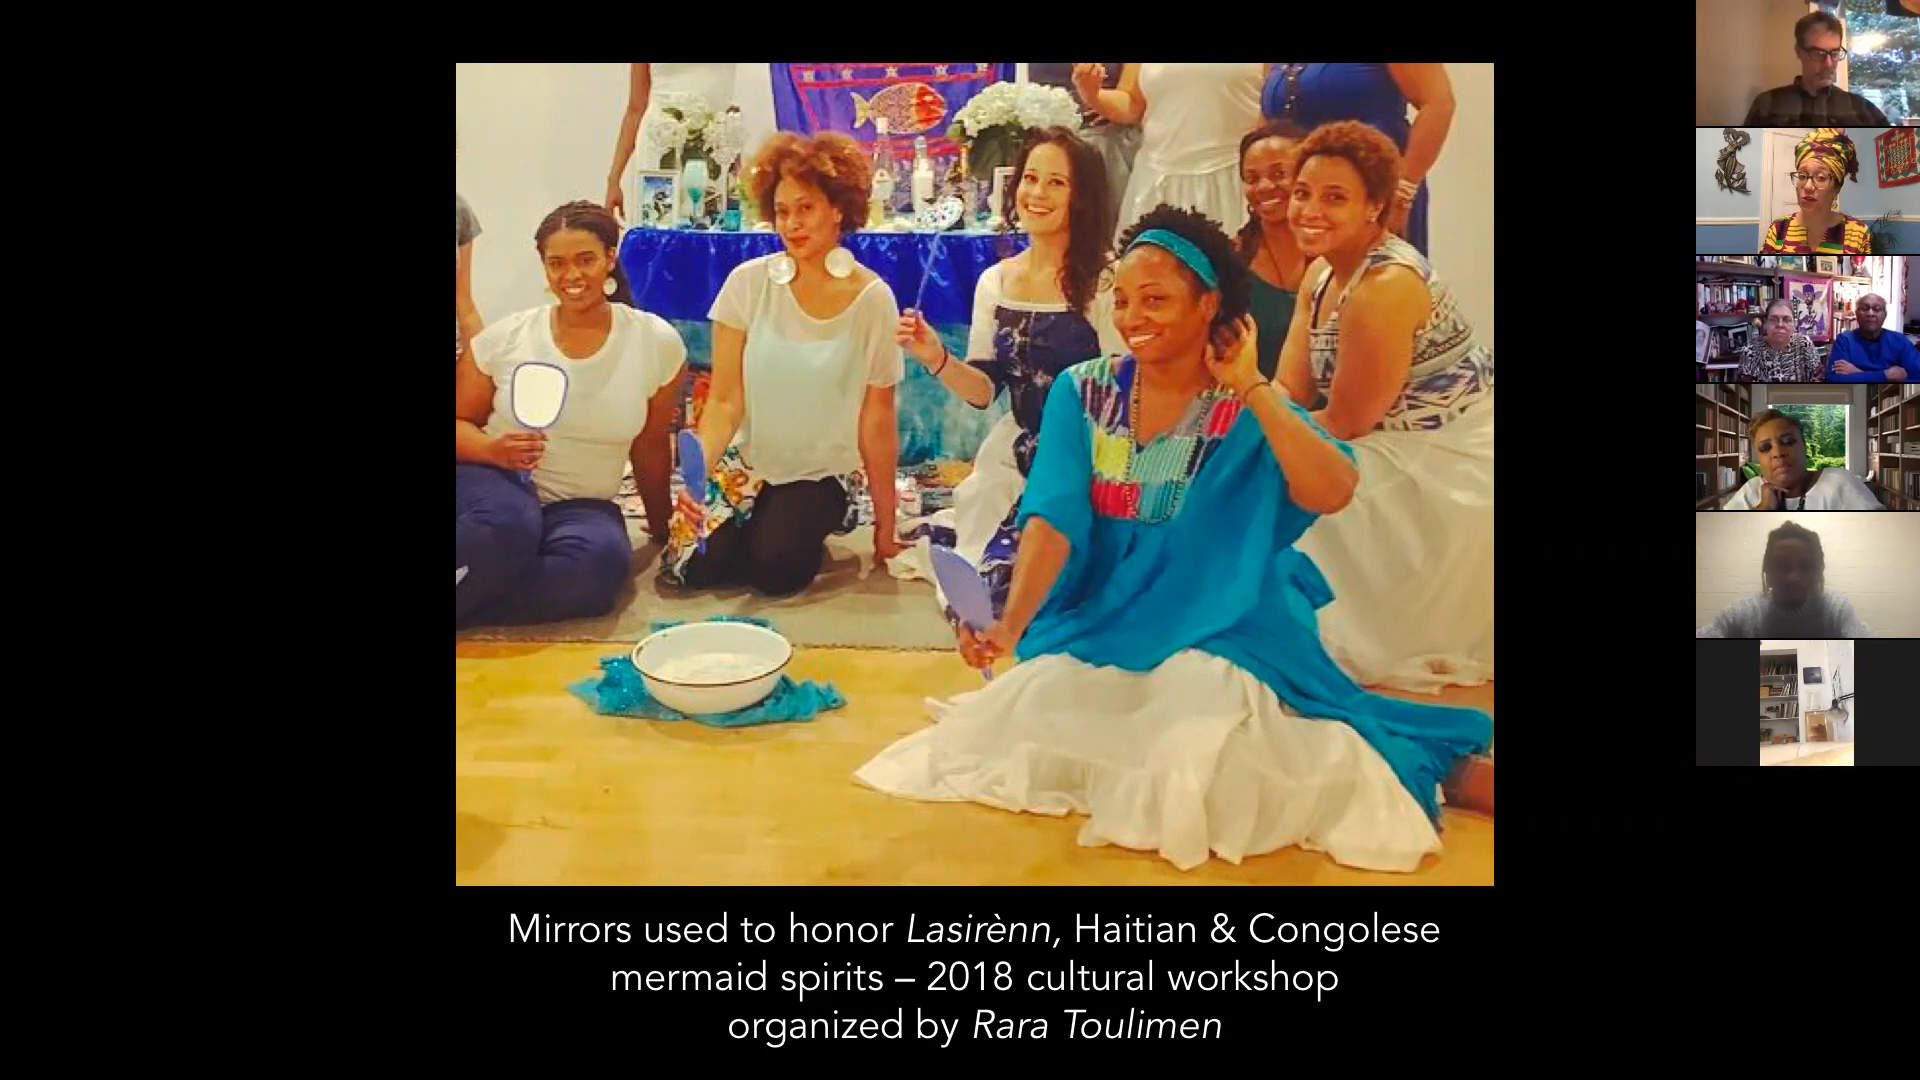 Mirrors used to honor Lasirènn, Haitian & Congolese
mermaid spirits – 2018 cultural workshop
organized by Rara Toulimen